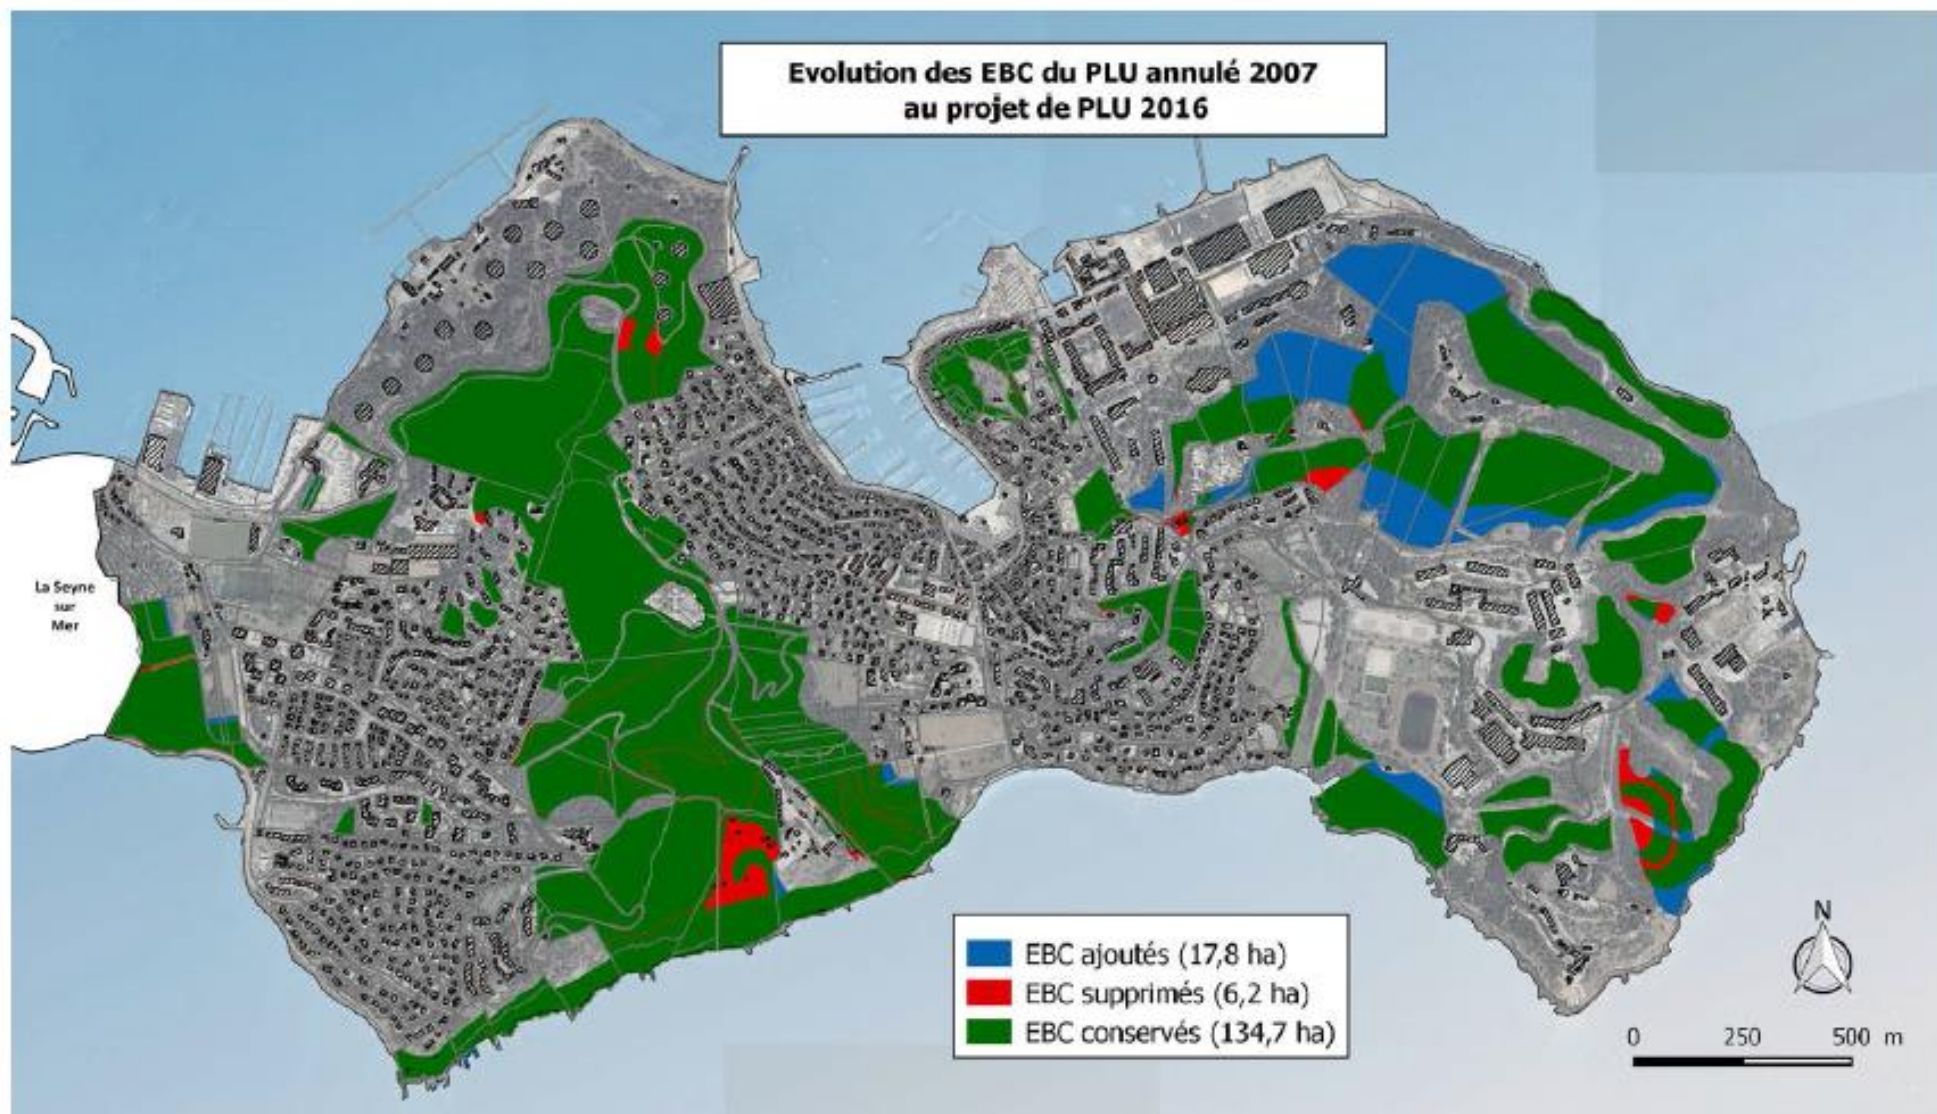 Evolution des EBC du PLU annulé 2007
au projet de PLU 2016
La Seyne
sur
Mer
EBC ajoutés (17,8 ha)
EBC supprimés (6,2 ha)
EBC conservés (134,7 ha)
N
0 250 500 m